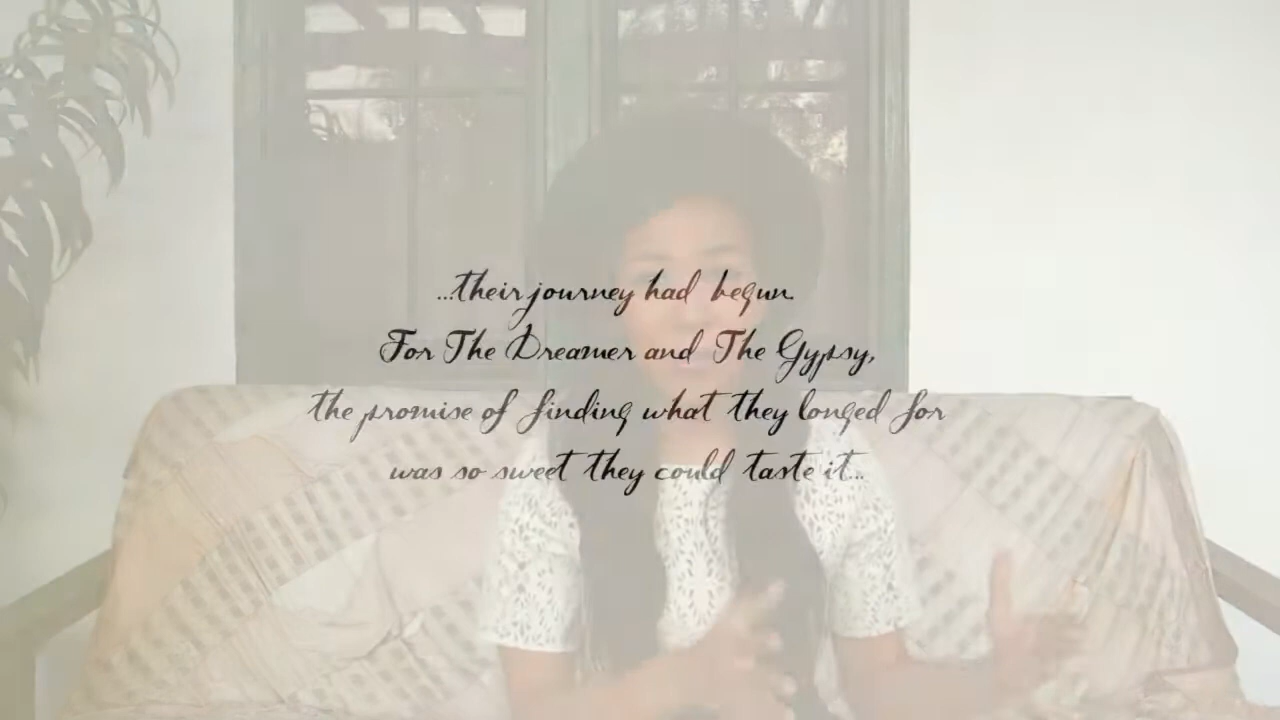 ...their journey had begun.
For The Dreamer and The Gypsy,
the promise of finding what they longed for
was so sweet they could taste it...